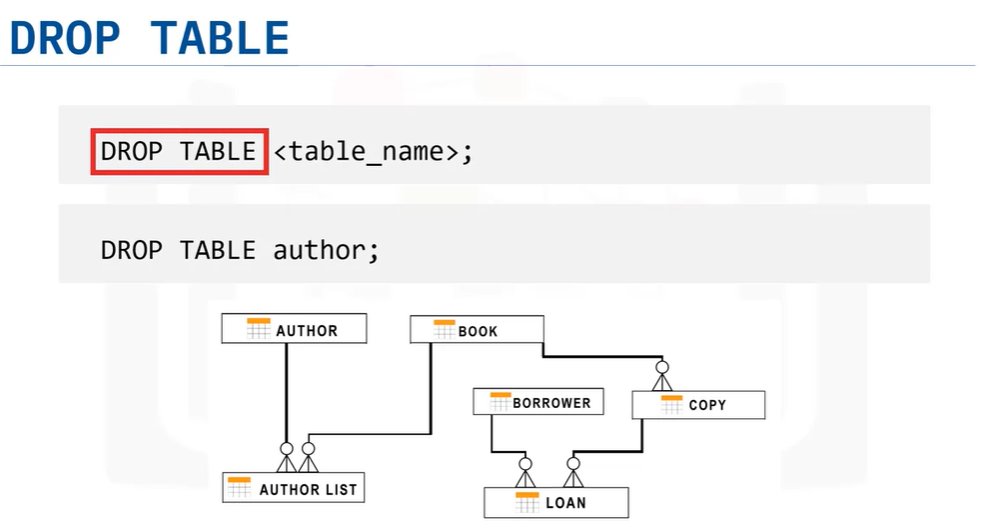 DROP TABLE
DROP TABLE <table_name>;
DROP TABLE author;
AUTHOR
BOOK
BORROWER
COPY
AUTHOR LIST
LOAN